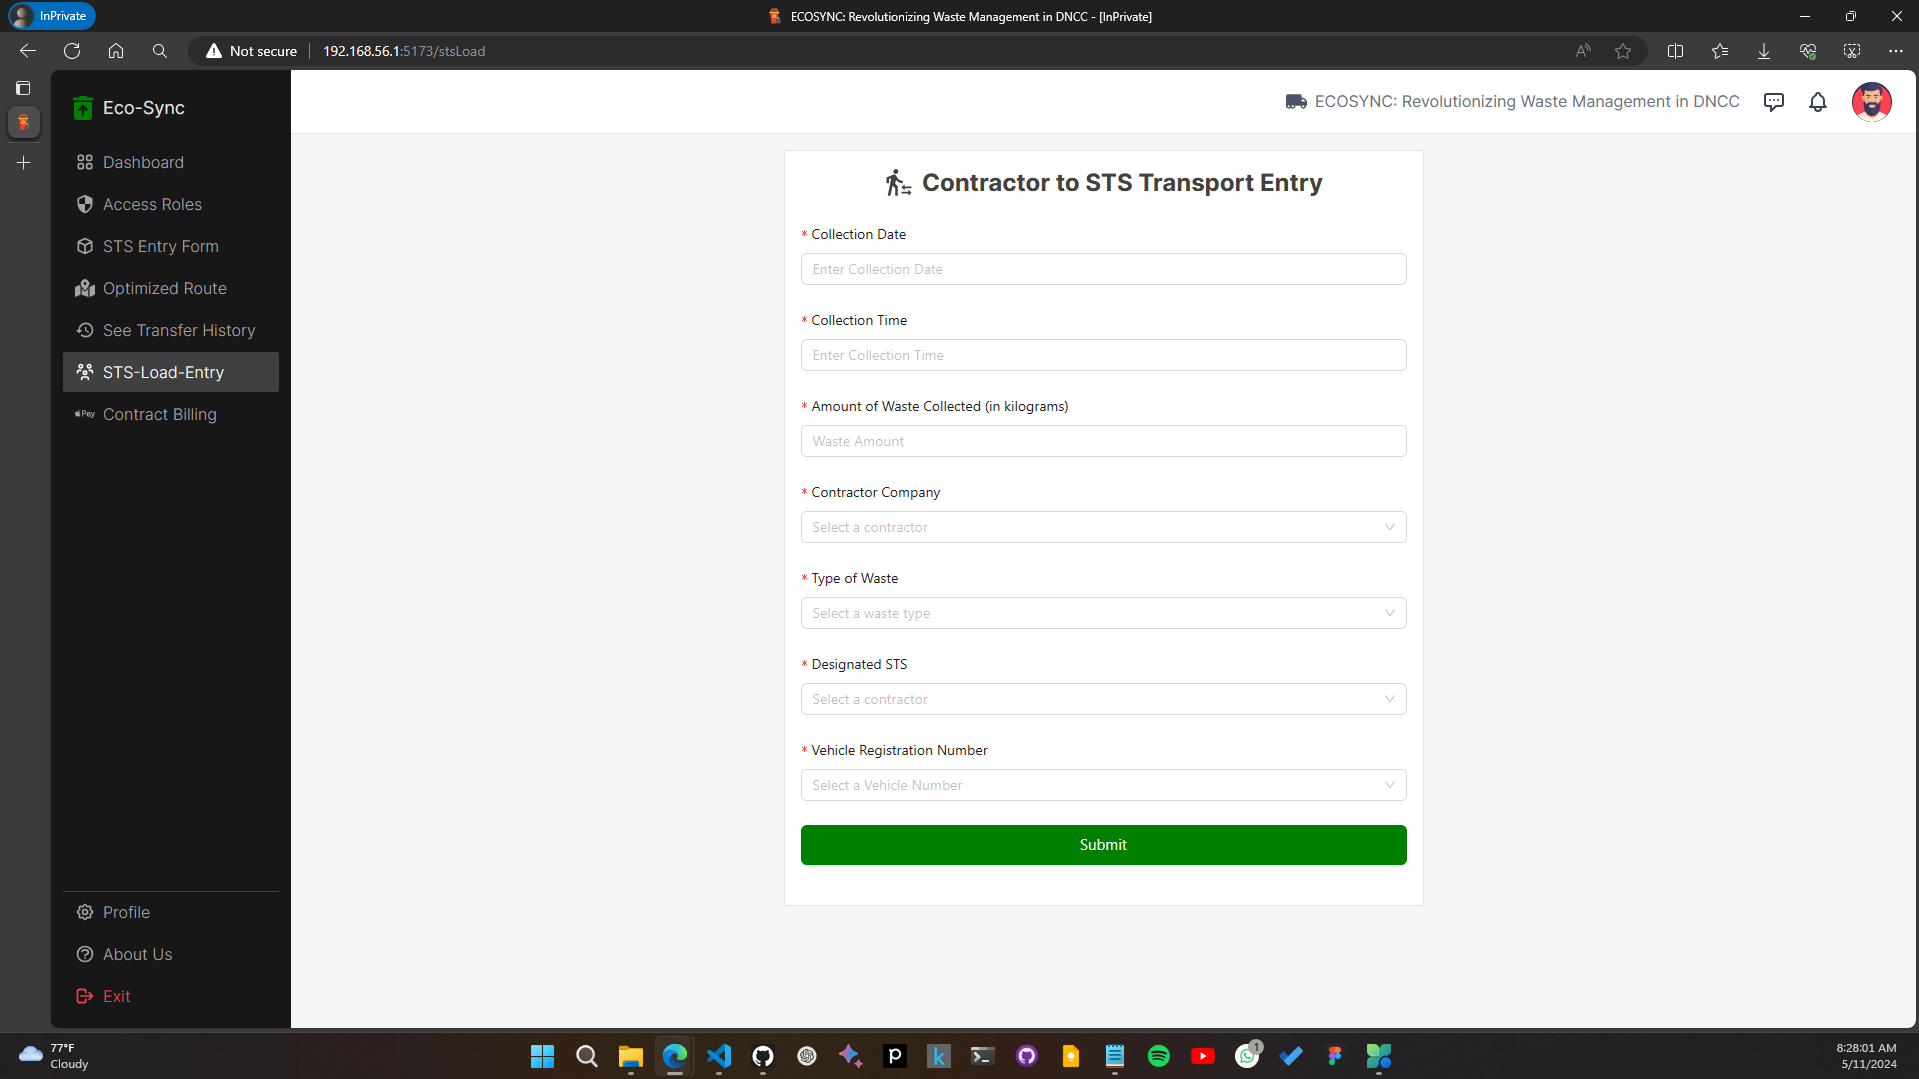 InPrivate
ECOSYNC: Revolutionizing Waste Management in DNCC - [InPrivate]
Not secure
192.168.56.1:5173/stsLoad
Eco-Sync
ECOSYNC: Revolutionizing Waste Management in DNCC
Dashboard
Access Roles
STS Entry Form
Optimized Route
See Transfer History
STS-Load-Entry
Pay
Contract Billing
Contractor to STS Transport Entry
* Collection Date
Enter Collection Date
* Collection Time
Enter Collection Time
* Amount of Waste Collected (in kilograms)
Waste Amount
* Contractor Company
Select a contractor
* Type of Waste
Select a waste type
* Designated STS
Select a contractor
* Vehicle Registration Number
Select a Vehicle Number
Submit
Profile
About Us
Exit
77°F
Cloudy
1
8:28:01 AM
5/11/2024